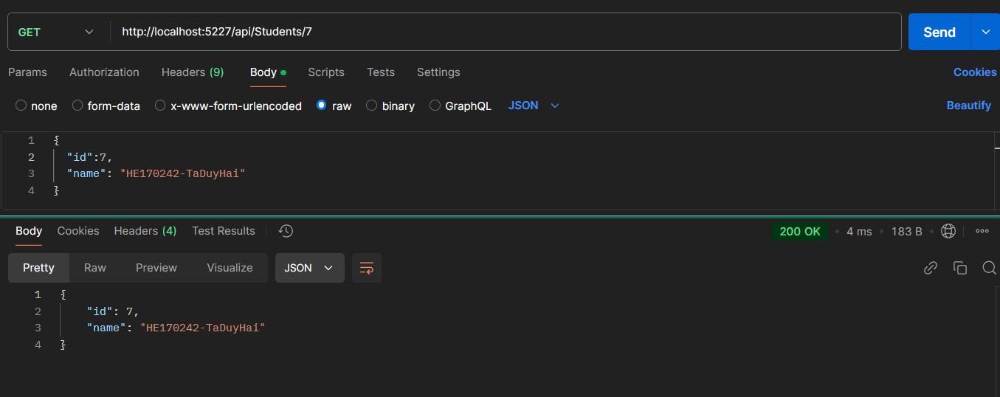 GET http://localhost:5227/api/Students/7 Send
Params Authorization Headers (9) Body Scripts Tests Settings Cookies
none form-data x-www-form-urlencoded raw binary GraphQL JSON Beautify
1 {
2 "id":7,
3 "name": "HE170242-TaDuyHai"
4 }
Body Cookies Headers (4) Test Results 200 OK 4 ms 183 B
Pretty Raw Preview Visualize JSON
1 {
2 "id": 7,
3 "name": "HE170242-TaDuyHai"
4 }